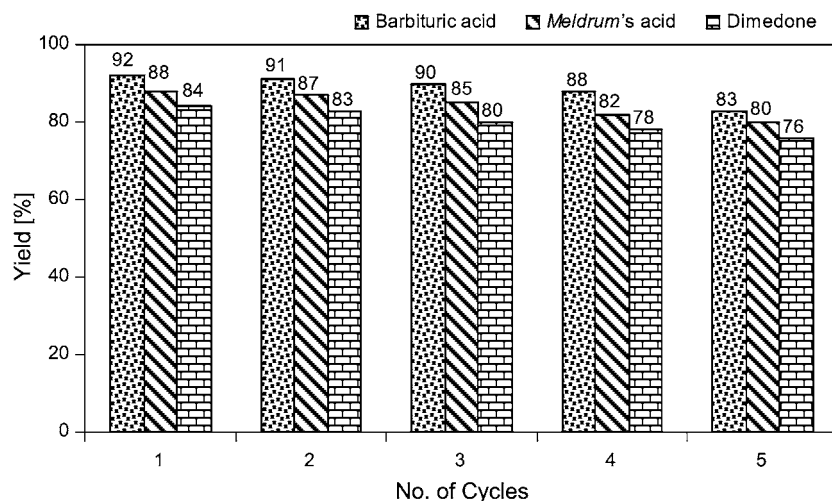 Barbituric acid Meldrum's acid Dimedone
100
80
60
40
20
0
Yield [%]
92 88 84
91 87 83
90 85 80
88 82 78
83 80 76
1 2 3 4 5
No. of Cycles